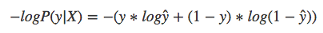 −logP(y|X) = −(y * logŷ + (1 − y) * log(1 − ŷ))